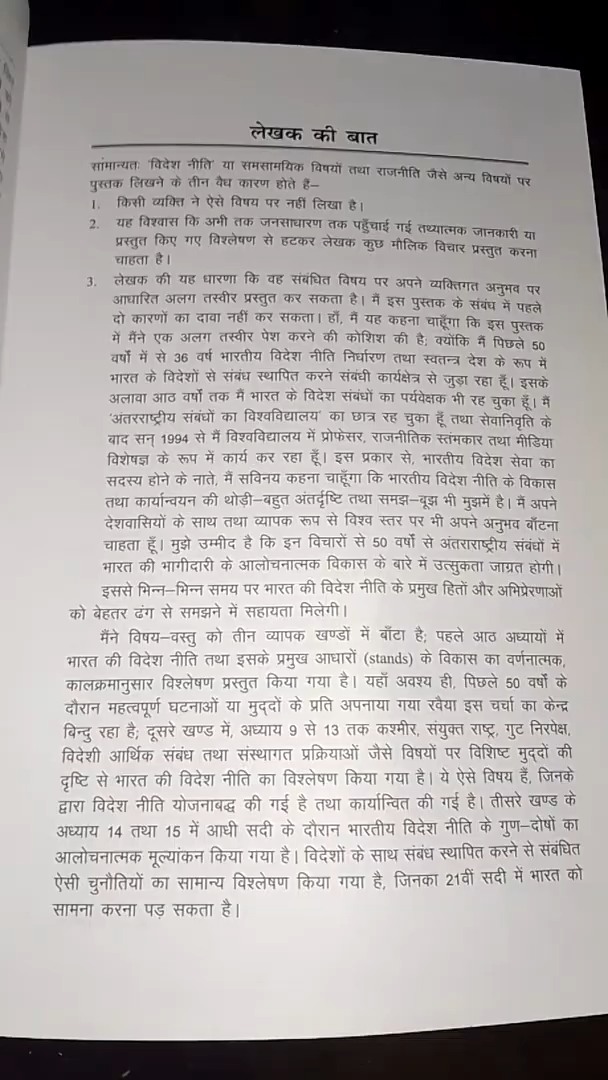 लेखक की बात
सामान्यतः 'विदेश नीति' या समसामयिक विषयों तथा राजनीति जैसे अन्य विषयों पर
पुस्तक लिखने के तीन वैध कारण होते हैं–
1. किसी व्यक्ति ने ऐसे विषय पर नहीं लिखा है।
2. यह विश्वास कि अभी तक जनसाधारण तक पहुँचाई गई तथ्यात्मक जानकारी या
प्रस्तुत किए गए विश्लेषण से हटकर लेखक कुछ मौलिक विचार प्रस्तुत करना
चाहता है।
3. लेखक की यह धारणा कि वह संबंधित विषय पर अपने व्यक्तिगत अनुभव पर
आधारित अलग तस्वीर प्रस्तुत कर सकता है। मैं इस पुस्तक के संबंध में पहले
दो कारणों का दावा नहीं कर सकता। हाँ, मैं यह कहना चाहूँगा कि इस पुस्तक
में मैंने एक अलग तस्वीर पेश करने की कोशिश की है; क्योंकि मैं पिछले 50
वर्षों में से 36 वर्ष भारतीय विदेश नीति निर्धारण तथा स्वतन्त्र देश के रूप में
भारत के विदेशों से संबंध स्थापित करने संबंधी कार्यक्षेत्र से जुड़ा रहा हूँ। इसके
अलावा आठ वर्षों तक मैं भारत के विदेश संबंधों का पर्यवेक्षक भी रह चुका हूँ। मैं
'अंतरराष्ट्रीय संबंधों का विश्वविद्यालय' का छात्र रह चुका हूँ तथा सेवानिवृति के
बाद सन् 1994 से मैं विश्वविद्यालय में प्रोफेसर, राजनीतिक स्तंमकार तथा मीडिया
विशेषज्ञ के रूप में कार्य कर रहा हूँ। इस प्रकार से, भारतीय विदेश सेवा का
सदस्य होने के नाते, मैं सविनय कहना चाहूँगा कि भारतीय विदेश नीति के विकास
तथा कार्यान्वयन की थोड़ी–बहुत अंतर्दृष्टि तथा समझ–बूझ भी मुझमें है। मैं अपने
देशवासियों के साथ तथा व्यापक रूप से विश्व स्तर पर भी अपने अनुभव बाँटना
चाहता हूँ। मुझे उम्मीद है कि इन विचारों से 50 वर्षों से अंतराराष्ट्रीय संबंधों में
भारत की भागीदारी के आलोचनात्मक विकास के बारे में उत्सुकता जाग्रत होगी।
इससे भिन्न–भिन्न समय पर भारत की विदेश नीति के प्रमुख हितों और अभिप्रेरणाओं
को बेहतर ढंग से समझने में सहायता मिलेगी।
मैंने विषय–वस्तु को तीन व्यापक खण्डों में बाँटा है; पहले आठ अध्यायों में
भारत की विदेश नीति तथा इसके प्रमुख आधारों (stands) के विकास का वर्णनात्मक,
कालक्रमानुसार विश्लेषण प्रस्तुत किया गया है। यहाँ अवश्य ही, पिछले 50 वर्षों के
दौरान महत्वपूर्ण घटनाओं या मुद्दों के प्रति अपनाया गया रवैया इस चर्चा का केन्द्र
बिन्दु रहा है; दूसरे खण्ड में, अध्याय 9 से 13 तक कश्मीर, संयुक्त राष्ट्र, गुट निरपेक्ष,
विदेशी आर्थिक संबंध तथा संस्थागत प्रक्रियाओं जैसे विषयों पर विशिष्ट मुद्दों की
दृष्टि से भारत की विदेश नीति का विश्लेषण किया गया है। ये ऐसे विषय हैं, जिनके
द्वारा विदेश नीति योजनाबद्ध की गई है तथा कार्यान्वित की गई है। तीसरे खण्ड के
अध्याय 14 तथा 15 में आधी सदी के दौरान भारतीय विदेश नीति के गुण–दोषों का
आलोचनात्मक मूल्यांकन किया गया है। विदेशों के साथ संबंध स्थापित करने से संबंधित
ऐसी चुनौतियों का सामान्य विश्लेषण किया गया है, जिनका 21वीं सदी में भारत को
सामना करना पड़ सकता है।